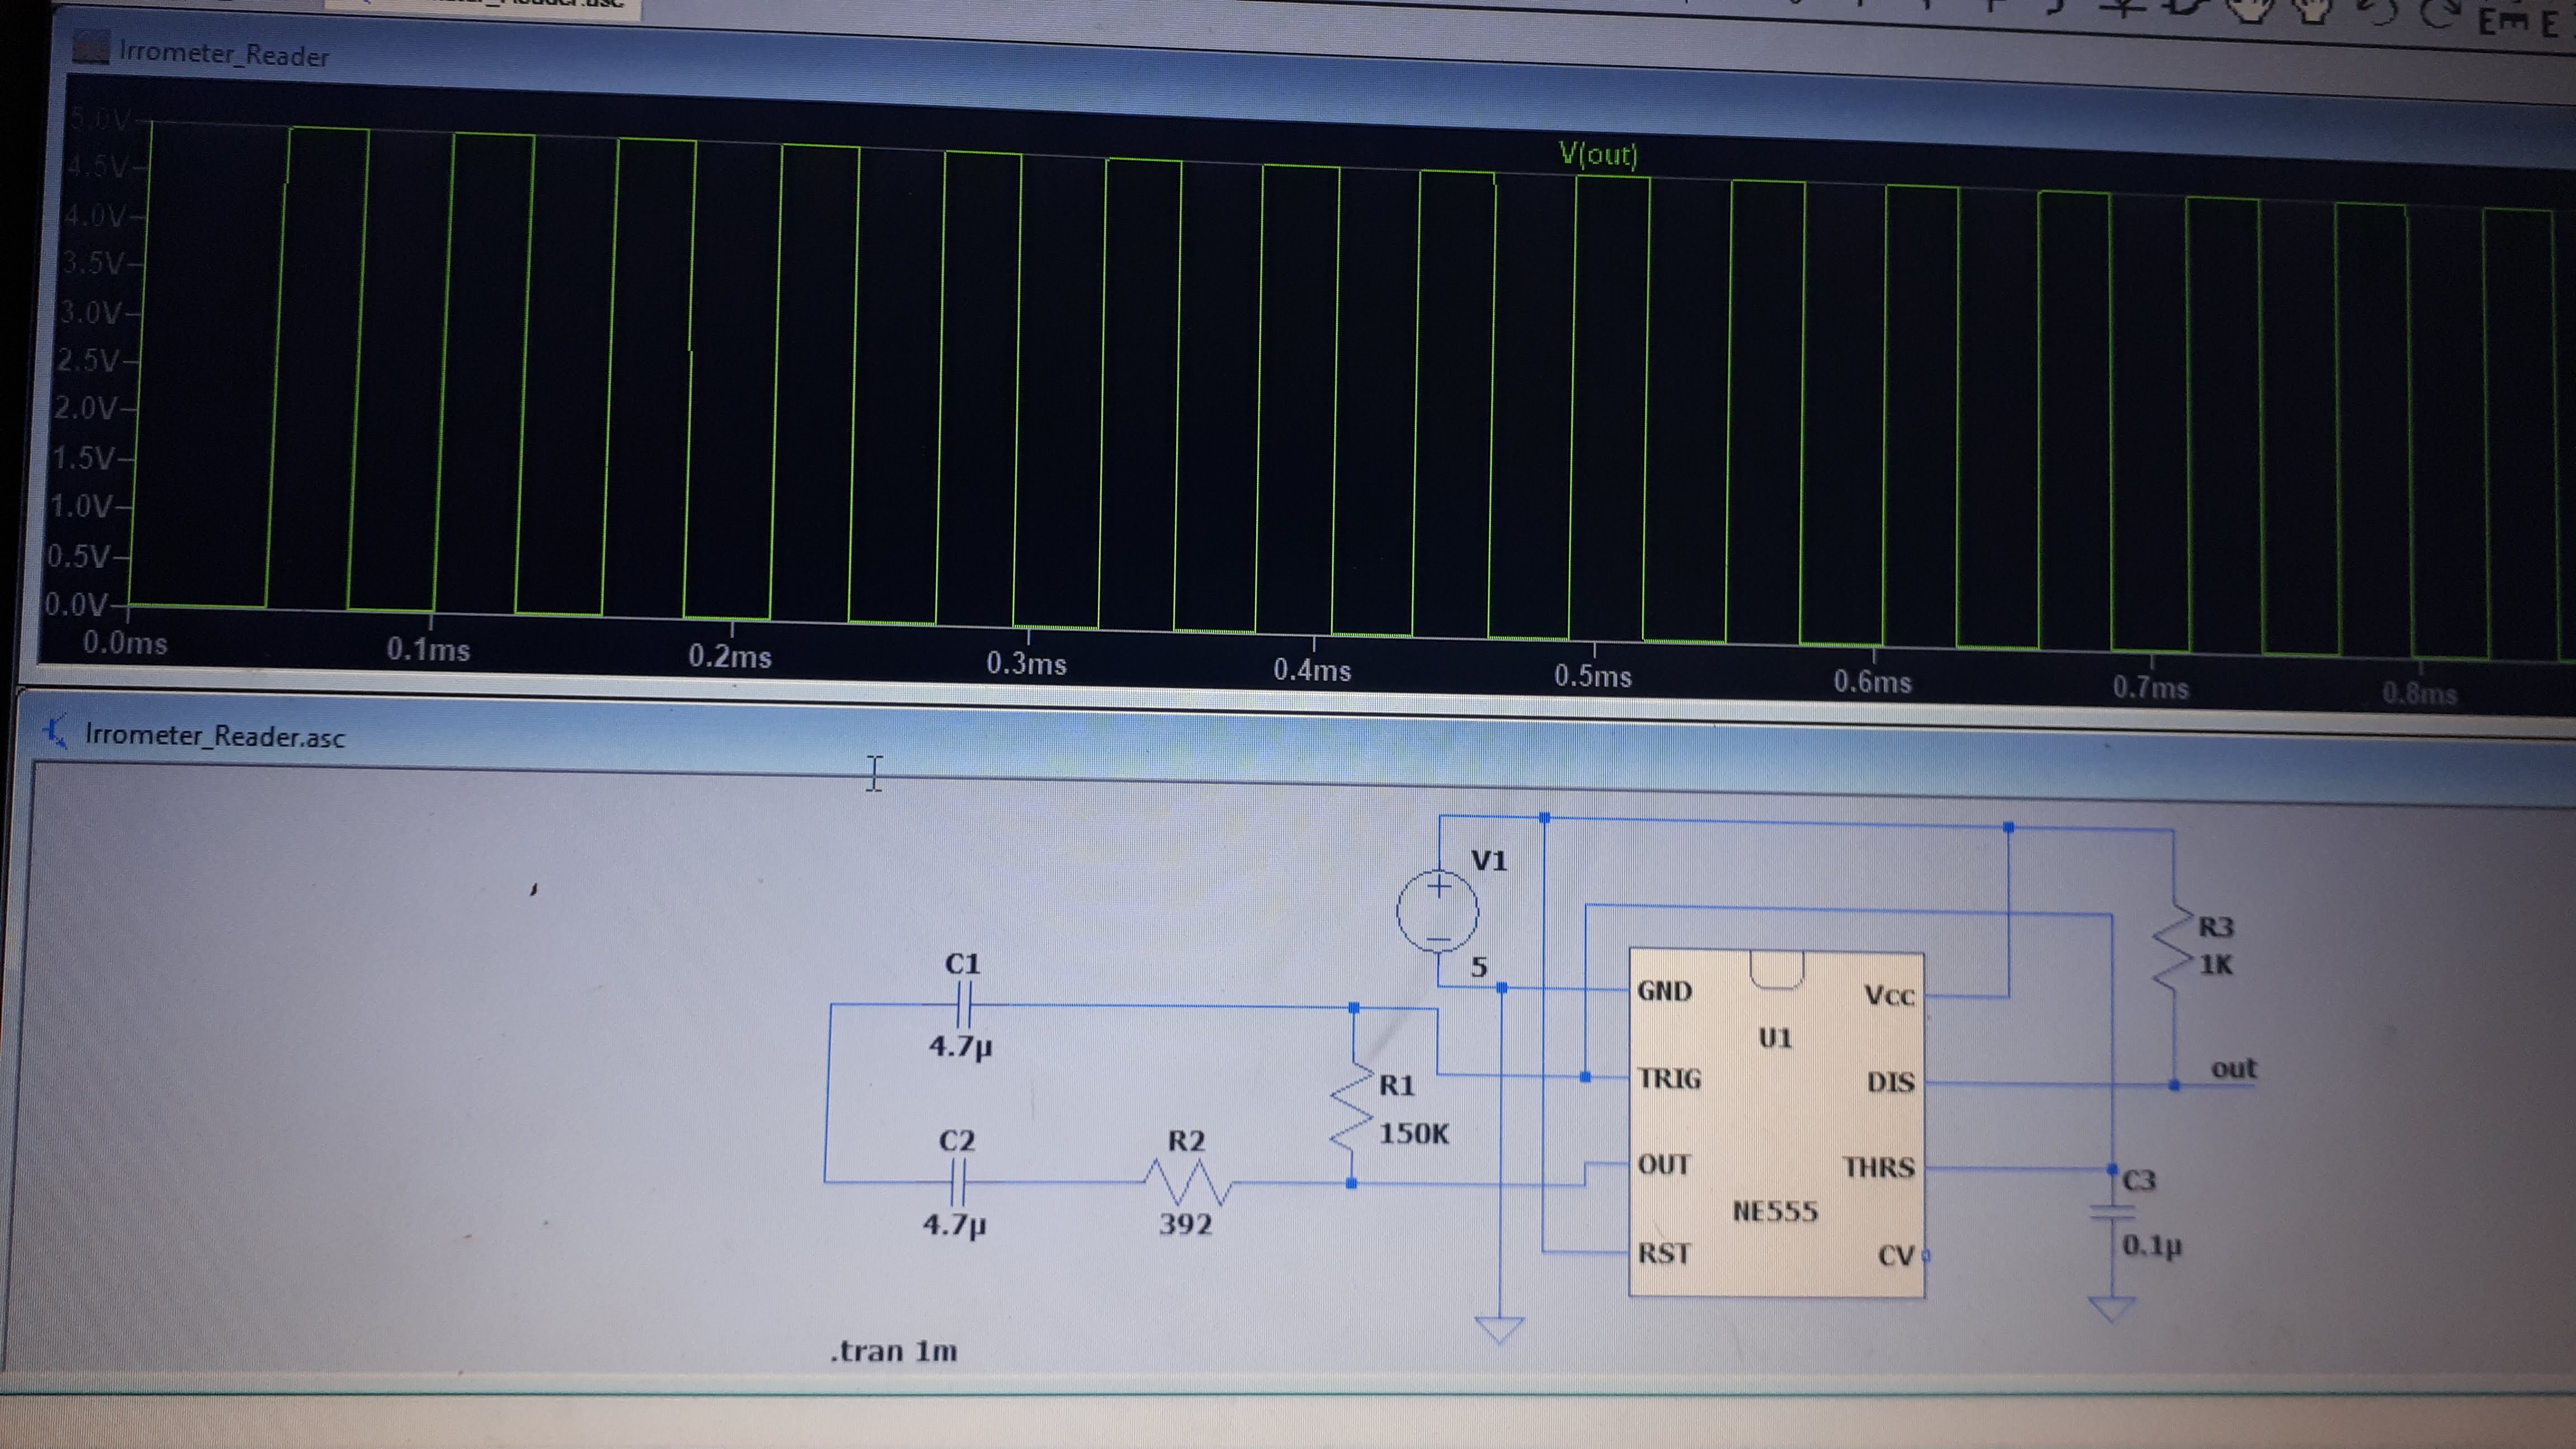 Irrometer_Reader
V(out)
5.0V
4.5V
4.0V
3.5V
3.0V
2.5V
2.0V
1.5V
1.0V
0.5V
0.0V
0.0ms 0.1ms 0.2ms 0.3ms 0.4ms 0.5ms 0.6ms 0.7ms 0.8ms
Irrometer_Reader.asc
V1
5
C1
4.7µ
C2
4.7µ
R2
392
R1
150K
GND
TRIG
OUT
RST
U1
NE555
Vcc
DIS
THRS
CV
R3
1K
out
C3
0.1µ
.tran 1m